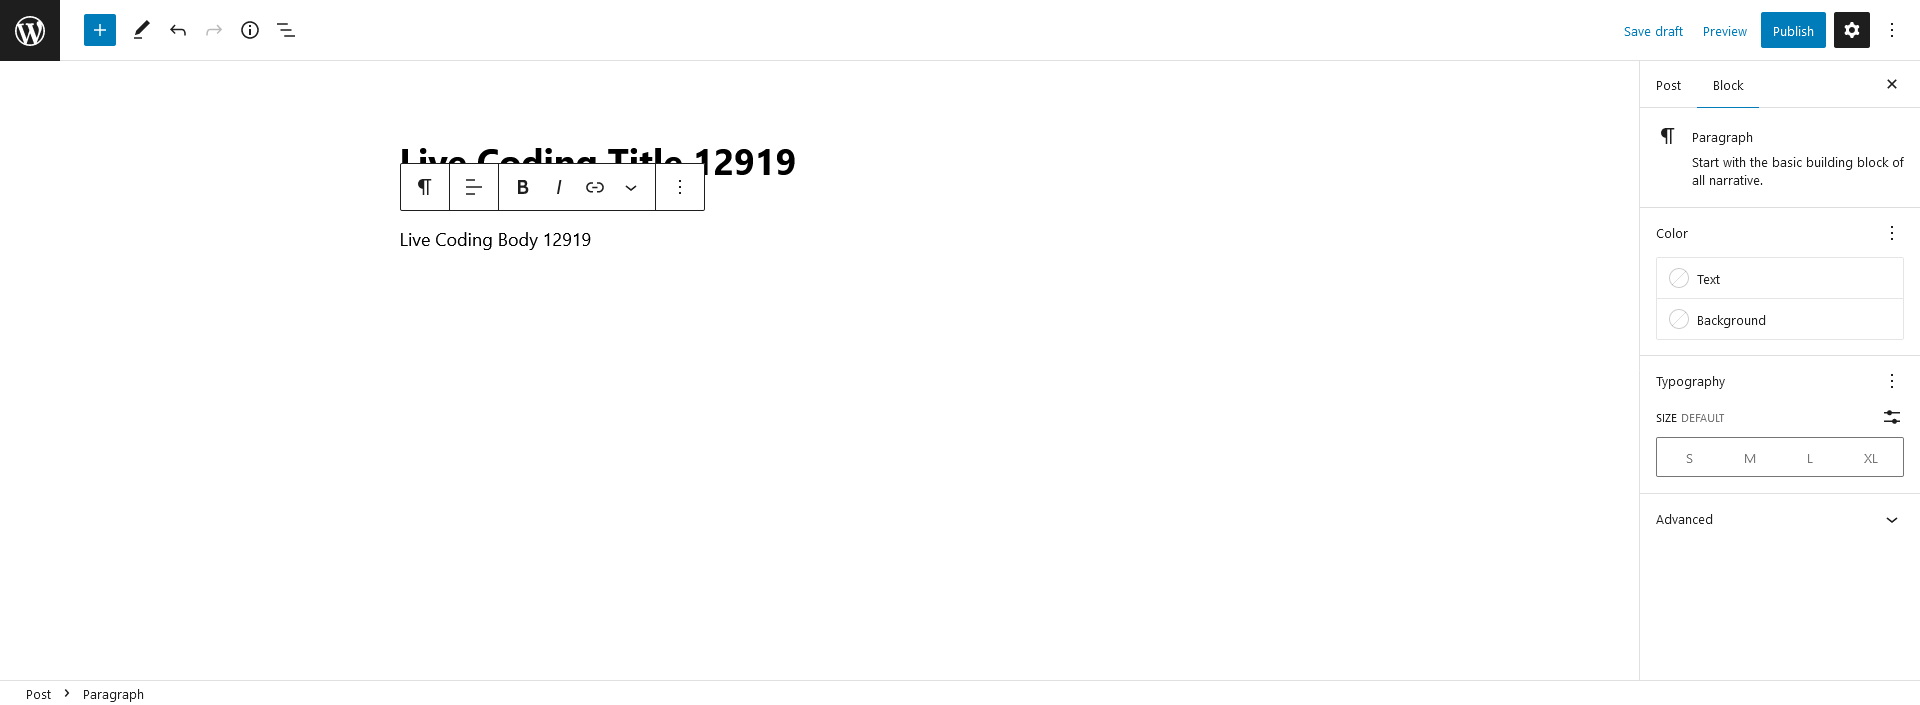 Save draft
Preview
Publish
Live Coding Title 12919
B I
Live Coding Body 12919
Post
Block
Paragraph
Start with the basic building block of
all narrative.
Color
Text
Background
Typography
SIZE DEFAULT
S M L XL
Advanced
Post
Paragraph